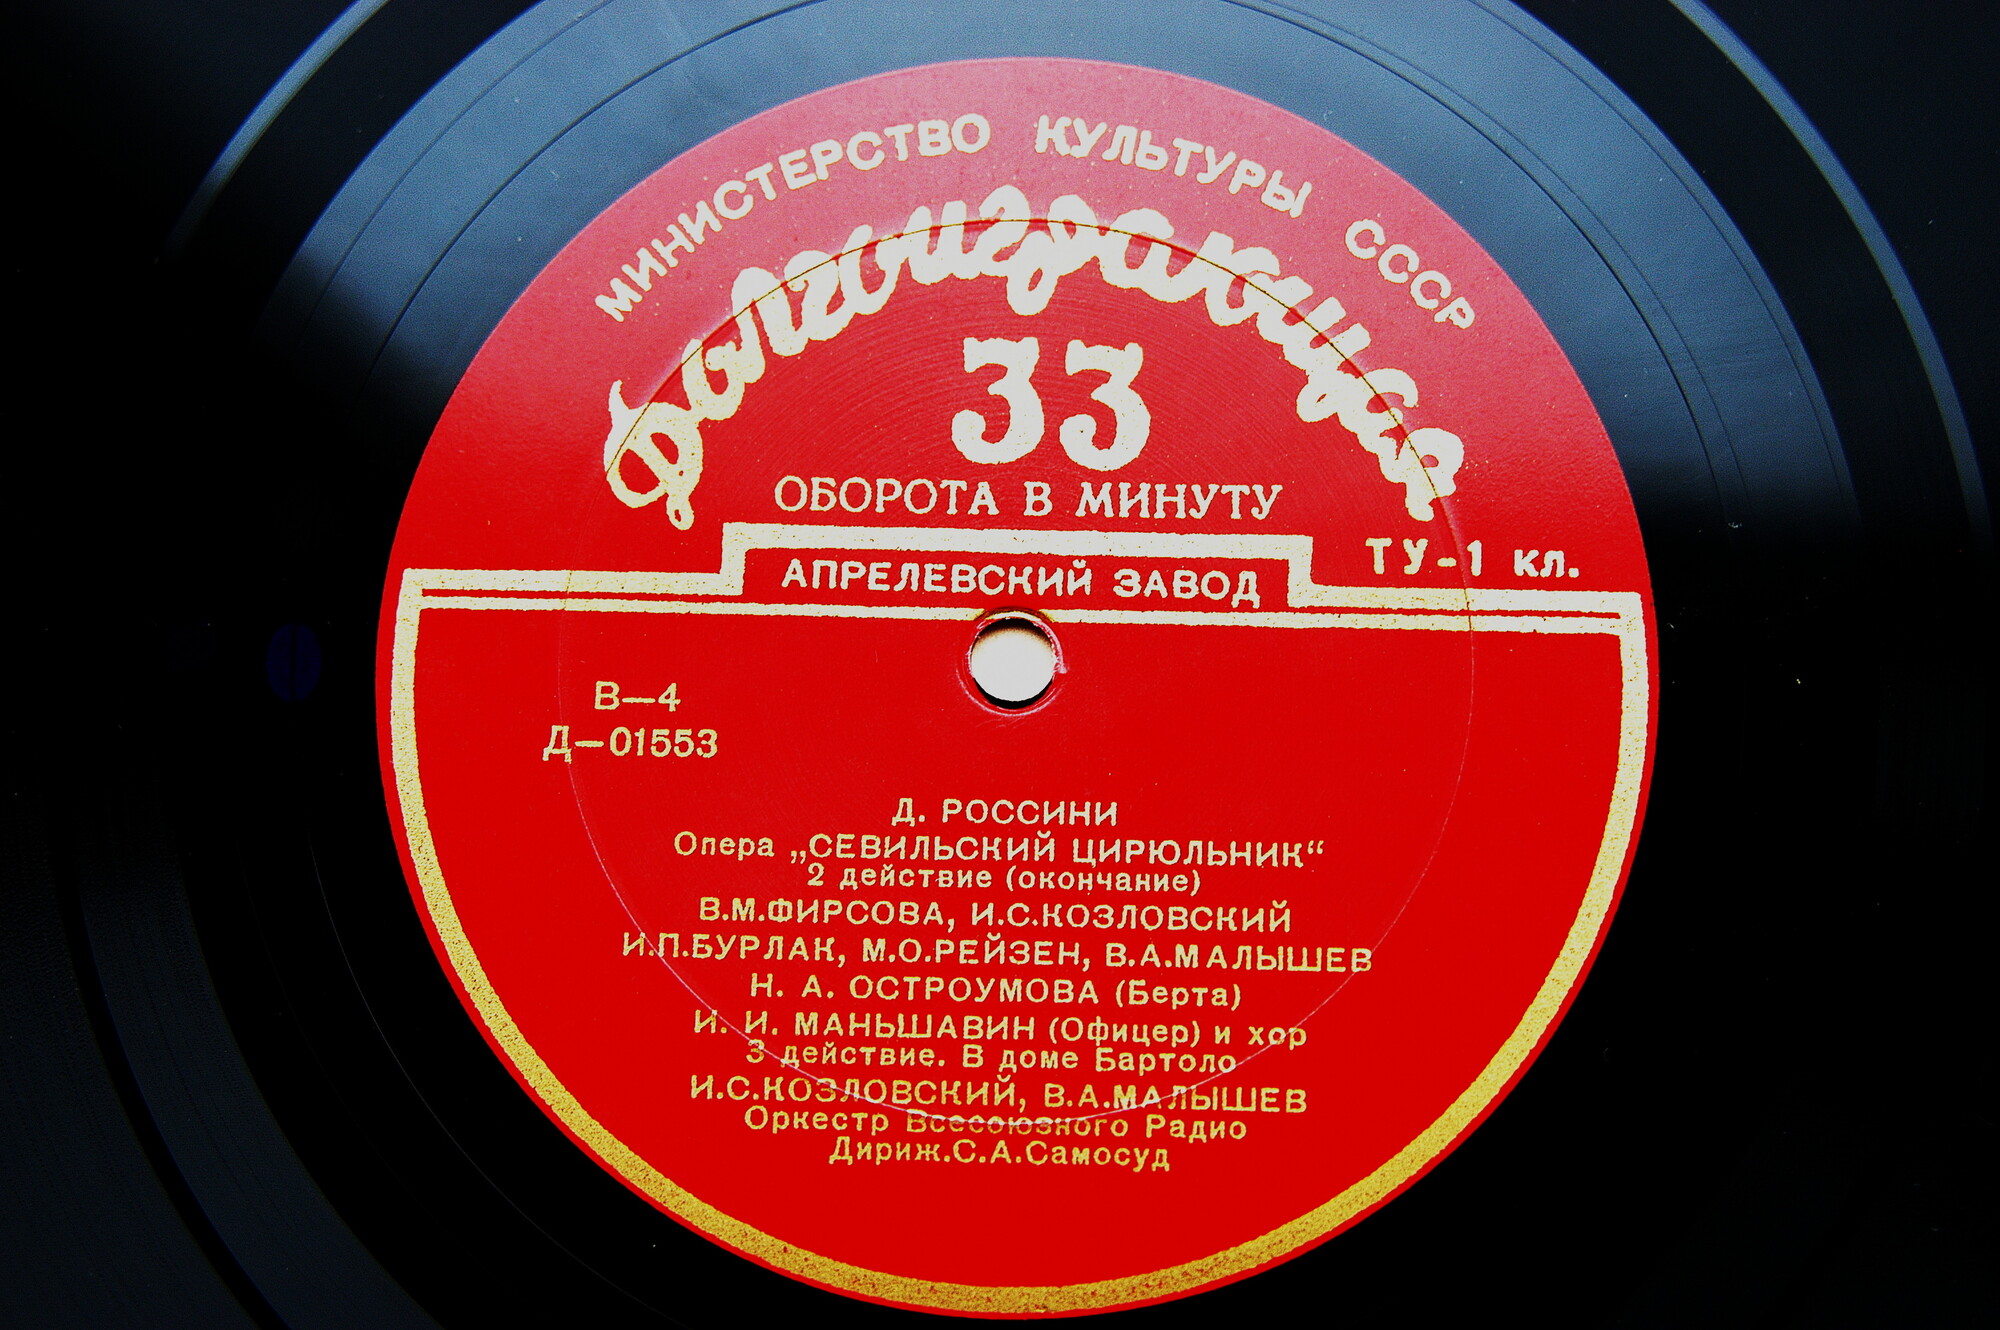 МИНИСТЕРСТВО КУЛЬТУРЫ СССР
Долгоиграющая
33
ОБОРОТА В МИНУТУ
ТУ-1 кл.
АПРЕЛЕВСКИЙ ЗАВОД
В—4
Д—01553
Д. РОССИНИ
Опера „СЕВИЛЬСКИЙ ЦИРЮЛЬНИК“
2 действие (окончание)
В.М.ФИРСОВА, И.С.КОЗЛОВСКИЙ
И.П.БУРЛАК, М.О.РЕЙЗЕН, В.А.МАЛЫШЕВ
Н. А. ОСТРОУМОВА (Берта)
И. И. МАНЬШАВИН (Офицер) и хор
3 действие. В доме Бартоло
И.С.КОЗЛОВСКИЙ, В.А.МАЛЫШЕВ
Оркестр Всесоюзного Радио
Дириж.С.А.Самосуд